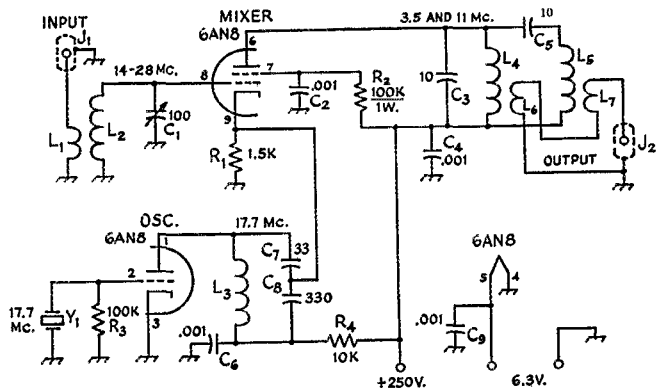 INPUT
J1
MIXER
6AN8
6
14-28 MC.
8
7
9
100
C1
L1
L2
R1
1.5K
.001
C2
R2
100K
1W.
3.5 AND 11 MC.
10
C3
C4
.001
L4
10
C5
L5
L6
L7
J2
OUTPUT
OSC.
6AN8
1
17.7 MC.
2
3
17.7
MC.
Y1
100K
R3
L3
C7
33
C8
330
.001
C6
R4
10K
+250V.
6AN8
5
4
.001
C9
6.3V.